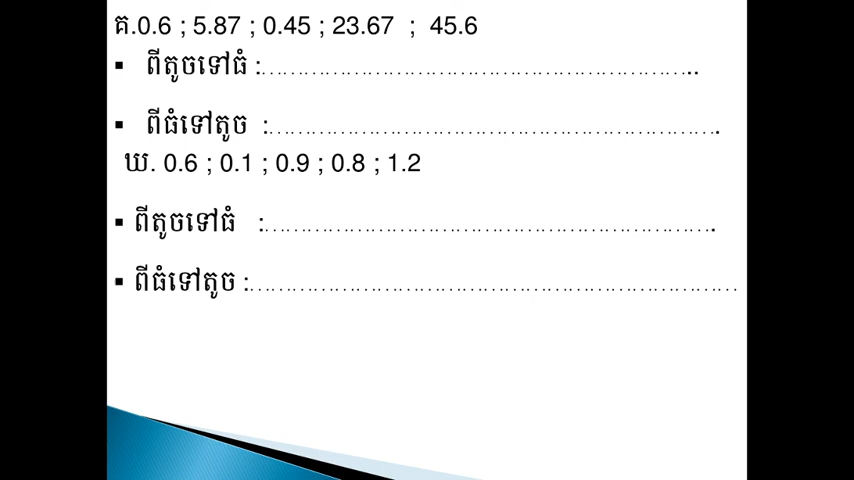 គ.0.6 ; 5.87 ; 0.45 ; 23.67 ; 45.6
▪ ពីតូចទៅធំ :……………………………………………………..
▪ ពីធំទៅតូច :……………………………………………………….
ឃ. 0.6 ; 0.1 ; 0.9 ; 0.8 ; 1.2
▪ ពីតូចទៅធំ :……………………………………………………….
▪ ពីធំទៅតូច :……………………………………………………………